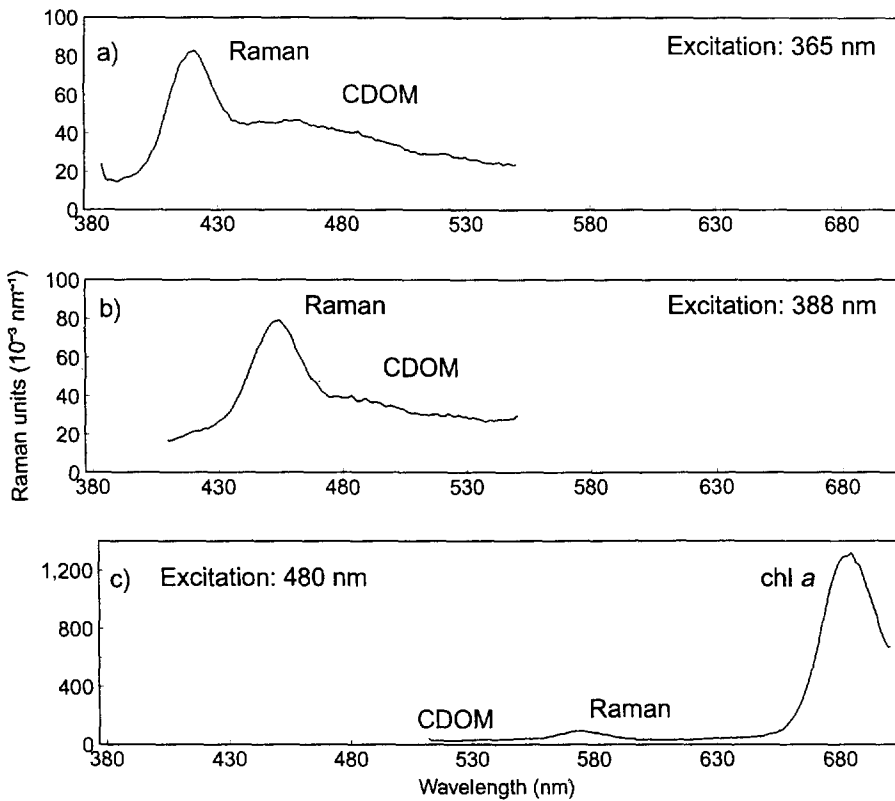 Raman units (10⁻³ nm⁻¹)
a)
Raman
CDOM
Excitation: 365 nm
100
80
60
40
20
0
380 430 480 530 580 630 680
b)
Raman
CDOM
Excitation: 388 nm
100
80
60
40
20
0
380 430 480 530 580 630 680
c) Excitation: 480 nm
chl a
CDOM
Raman
1,200
800
400
0
380 430 480 530 580 630 680
Wavelength (nm)